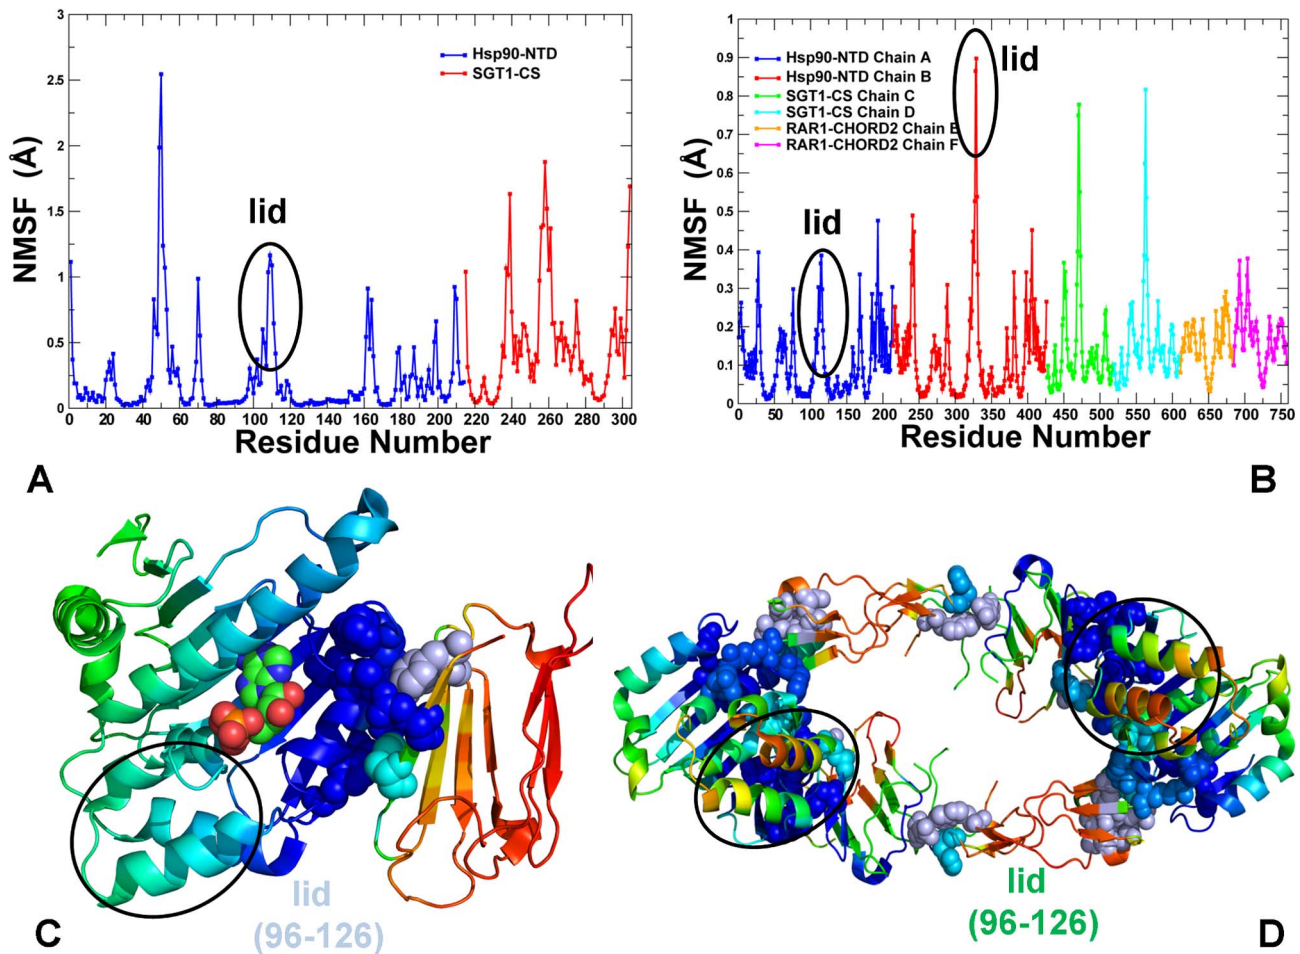 3
2.5
2
1.5
1
0.5
0
NMSF (Å)
Hsp90-NTD
SGT1-CS
lid
0 20 40 60 80 100 120 140 160 180 200 220 240 260 280 300
Residue Number
A
1
0.9
0.8
0.7
0.6
0.5
0.4
0.3
0.2
0.1
0
NMSF (Å)
Hsp90-NTD Chain A
Hsp90-NTD Chain B
SGT1-CS Chain C
SGT1-CS Chain D
RAR1-CHORD2 Chain E
RAR1-CHORD2 Chain F
lid
lid
0 50 100 150 200 250 300 350 400 450 500 550 600 650 700 750
Residue Number
B
lid
(96-126)
C
lid
(96-126)
D